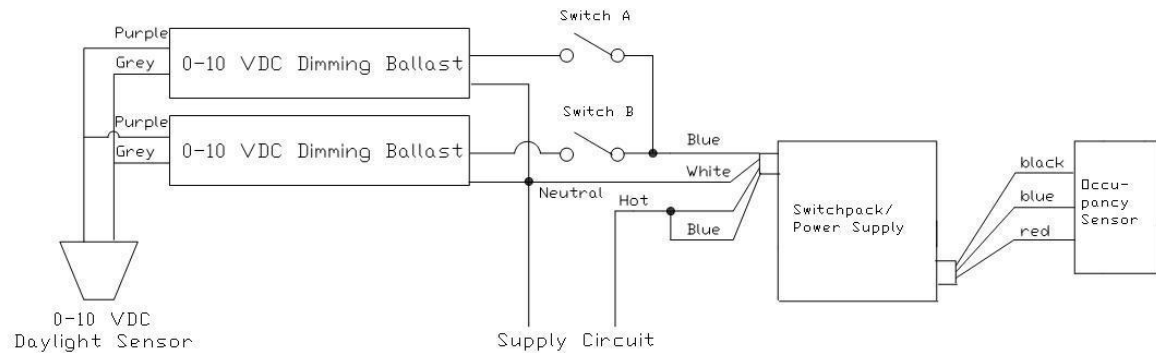 Switch A
Purple
Grey
0-10 VDC Dimming Ballast
Switch B
Purple
Grey
0-10 VDC Dimming Ballast
Blue
White
Neutral
Hot
Blue
Switchpack/
Power Supply
black
blue
red
Occu-
pancy
Sensor
0-10 VDC
Daylight Sensor
Supply Circuit